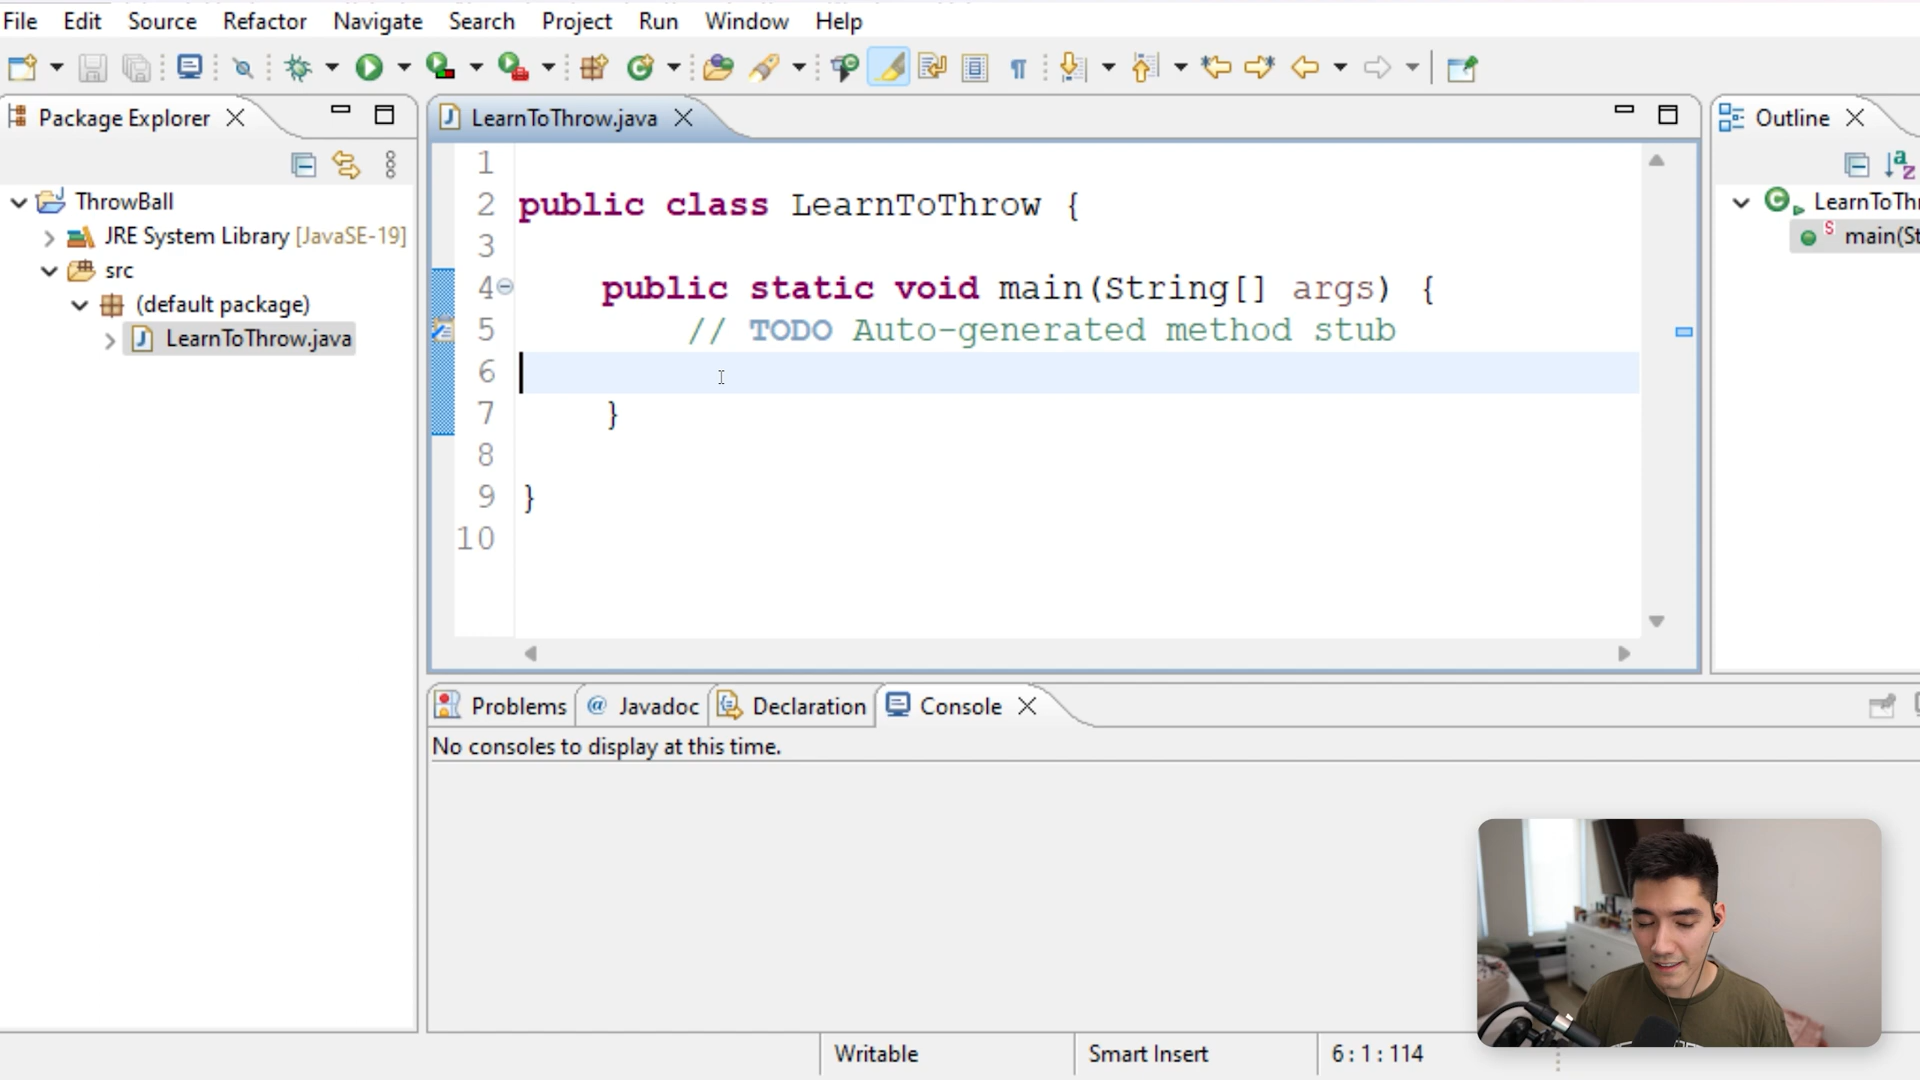 File Edit Source Refactor Navigate Search Project Run Window Help
Package Explorer
ThrowBall
JRE System Library [JavaSE-19]
src
(default package)
LearnToThrow.java
LearnToThrow.java
1
2 public class LearnToThrow {
3
4 public static void main(String[] args) {
5 // TODO Auto-generated method stub
6
7 }
8
9 }
10
Outline
LearnToThr
main(St
Problems @ Javadoc Declaration Console
No consoles to display at this time.
Writable Smart Insert 6 : 1 : 114